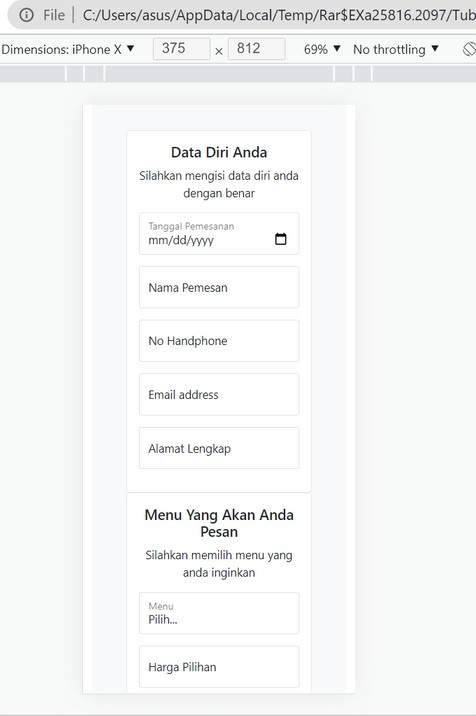 File | C:/Users/asus/AppData/Local/Temp/Rar$EXa25816.2097/Tub
Dimensions: iPhone X ▼ 375 × 812 69% ▼ No throttling ▼
Data Diri Anda
Silahkan mengisi data diri anda
dengan benar
Tanggal Pemesanan
mm/dd/yyyy
Nama Pemesan
No Handphone
Email address
Alamat Lengkap
Menu Yang Akan Anda
Pesan
Silahkan memilih menu yang
anda inginkan
Menu
Pilih...
Harga Pilihan